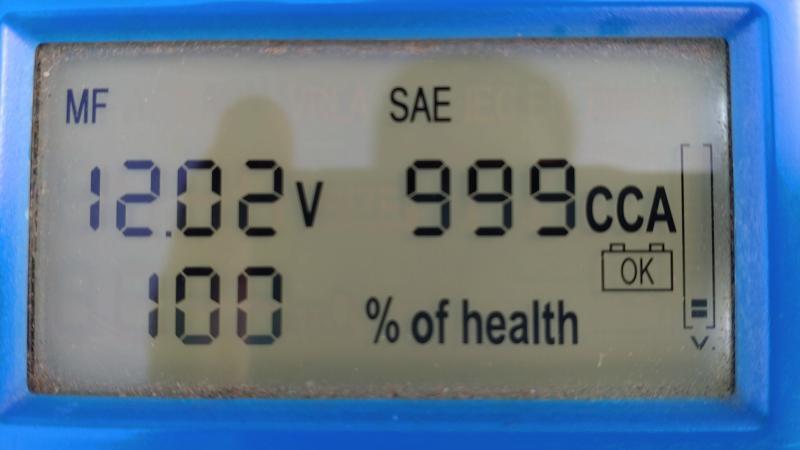 MF SAE
12.02 V 999 CCA
OK
100 % of health
V.